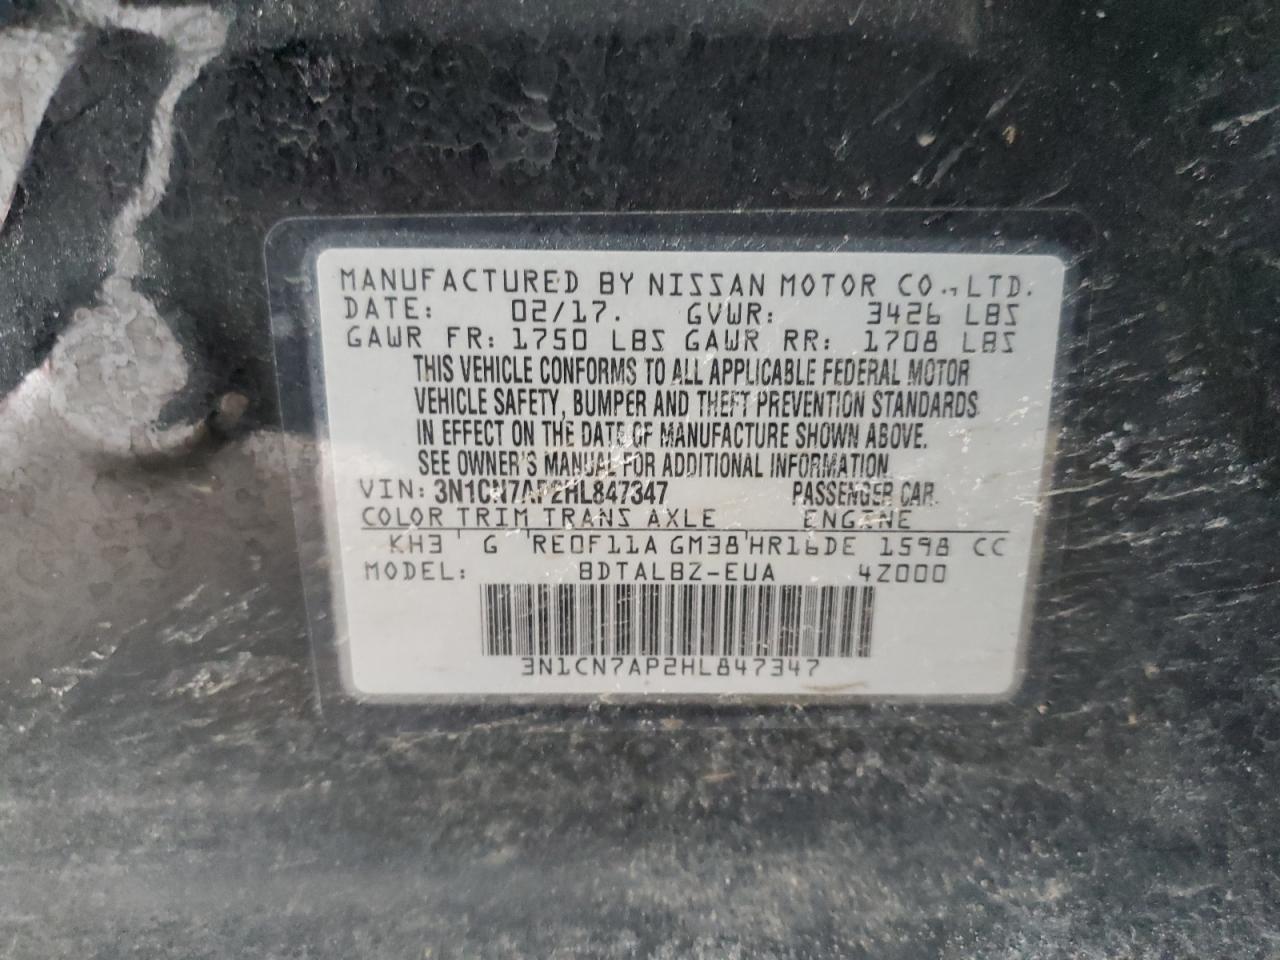 MANUFACTURED BY NISSAN MOTOR CO., LTD.
DATE: 02/17. GVWR: 3426 LBS
GAWR FR: 1750 LBS GAWR RR: 1708 LBS
THIS VEHICLE CONFORMS TO ALL APPLICABLE FEDERAL MOTOR
VEHICLE SAFETY, BUMPER AND THEFT PREVENTION STANDARDS
IN EFFECT ON THE DATE OF MANUFACTURE SHOWN ABOVE.
SEE OWNER'S MANUAL FOR ADDITIONAL INFORMATION
VIN: 3N1CN7AP2HL847347 PASSENGER CAR.
COLOR TRIM TRANS AXLE ENGINE
KH3 G RE0F11A GM38 HR16DE 1598 CC
MODEL: BDTALBZ-EUA 4Z000
3N1CN7AP2HL847347